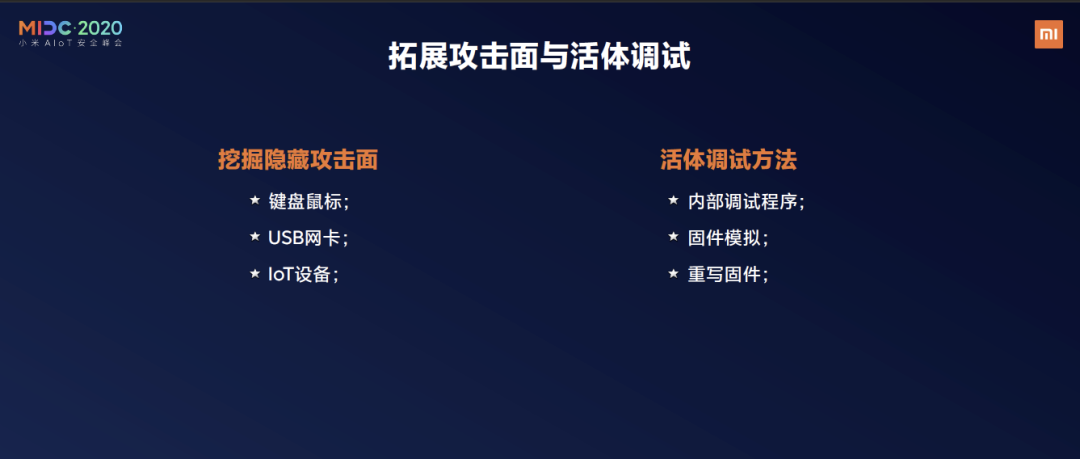 MIDC·2020
小米 AIoT 安全峰会
拓展攻击面与活体调试
挖掘隐藏攻击面
★ 键盘鼠标；
★ USB网卡；
★ IoT设备；
活体调试方法
★ 内部调试程序；
★ 固件模拟；
★ 重写固件；